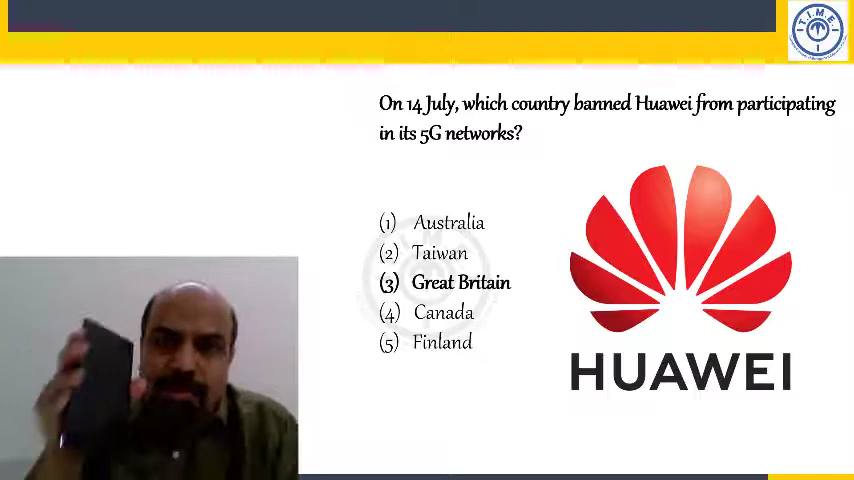 T.I.M.E.
On 14 July, which country banned Huawei from participating
in its 5G networks?
(1) Australia
(2) Taiwan
(3) Great Britain
(4) Canada
(5) Finland
HUAWEI